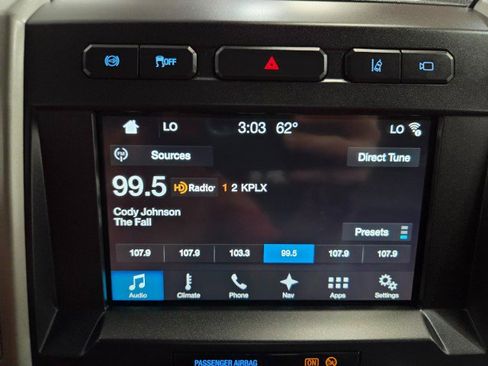 OFF
LO 3:03 62° LO
FM Sources Direct Tune
99.5 HD Radio 1 2 KPLX
Cody Johnson
The Fall
Presets
107.9 107.9 103.3 99.5 107.9 107.9
Audio Climate Phone Nav Apps Settings
PASSENGER AIRBAG ON